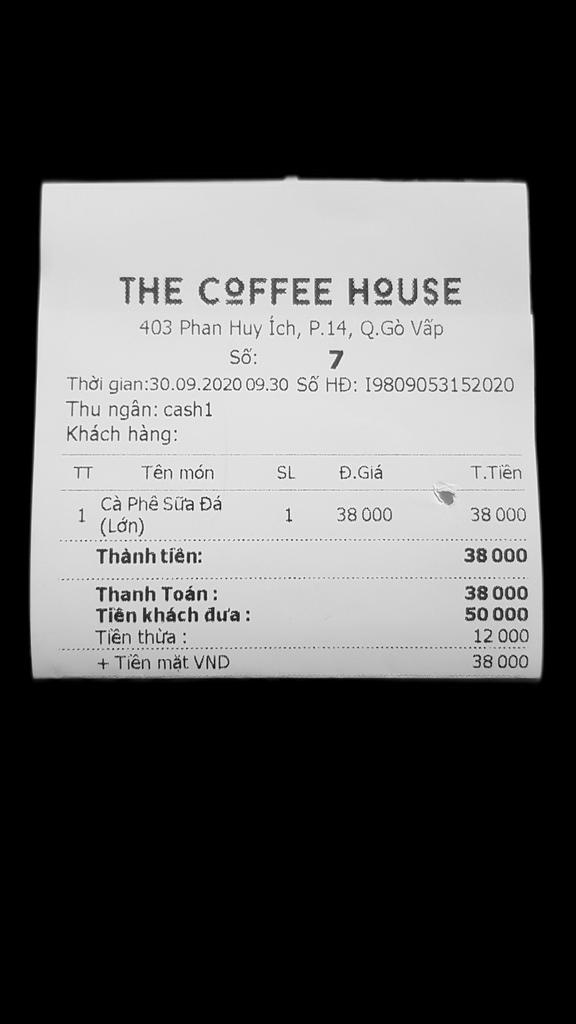 THE COFFEE HOUSE
403 Phan Huy Ích, P.14, Q.Gò Vấp
Số: 7
Thời gian:30.09.2020 09.30 Số HĐ: I9809053152020
Thu ngân: cash1
Khách hàng:
TT Tên món SL Đ.Giá T.Tiền
1 Cà Phê Sữa Đá (Lớn) 1 38 000 38 000
Thành tiền: 38 000
Thanh Toán : 38 000
Tiền khách đưa : 50 000
Tiền thừa : 12 000
+ Tiền mặt VND 38 000